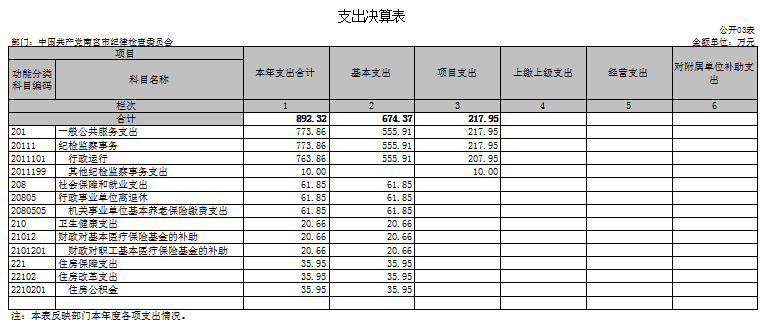 支出决算表
公开03表
部门：中国共产党南宫市纪律检查委员会 金额单位：万元
项目 本年支出合计 基本支出 项目支出 上缴上级支出 经营支出 对附属单位补助支出
功能分类科目编码 科目名称
栏次 1 2 3 4 5 6
合计 892.32 674.37 217.95
201 一般公共服务支出 773.86 555.91 217.95
20111 纪检监察事务 773.86 555.91 217.95
2011101 行政运行 763.86 555.91 207.95
2011199 其他纪检监察事务支出 10.00 10.00
208 社会保障和就业支出 61.85 61.85
20805 行政事业单位离退休 61.85 61.85
2080505 机关事业单位基本养老保险缴费支出 61.85 61.85
210 卫生健康支出 20.66 20.66
21012 财政对基本医疗保险基金的补助 20.66 20.66
2101201 财政对职工基本医疗保险基金的补助 20.66 20.66
221 住房保障支出 35.95 35.95
22102 住房改革支出 35.95 35.95
2210201 住房公积金 35.95 35.95
注：本表反映部门本年度各项支出情况。